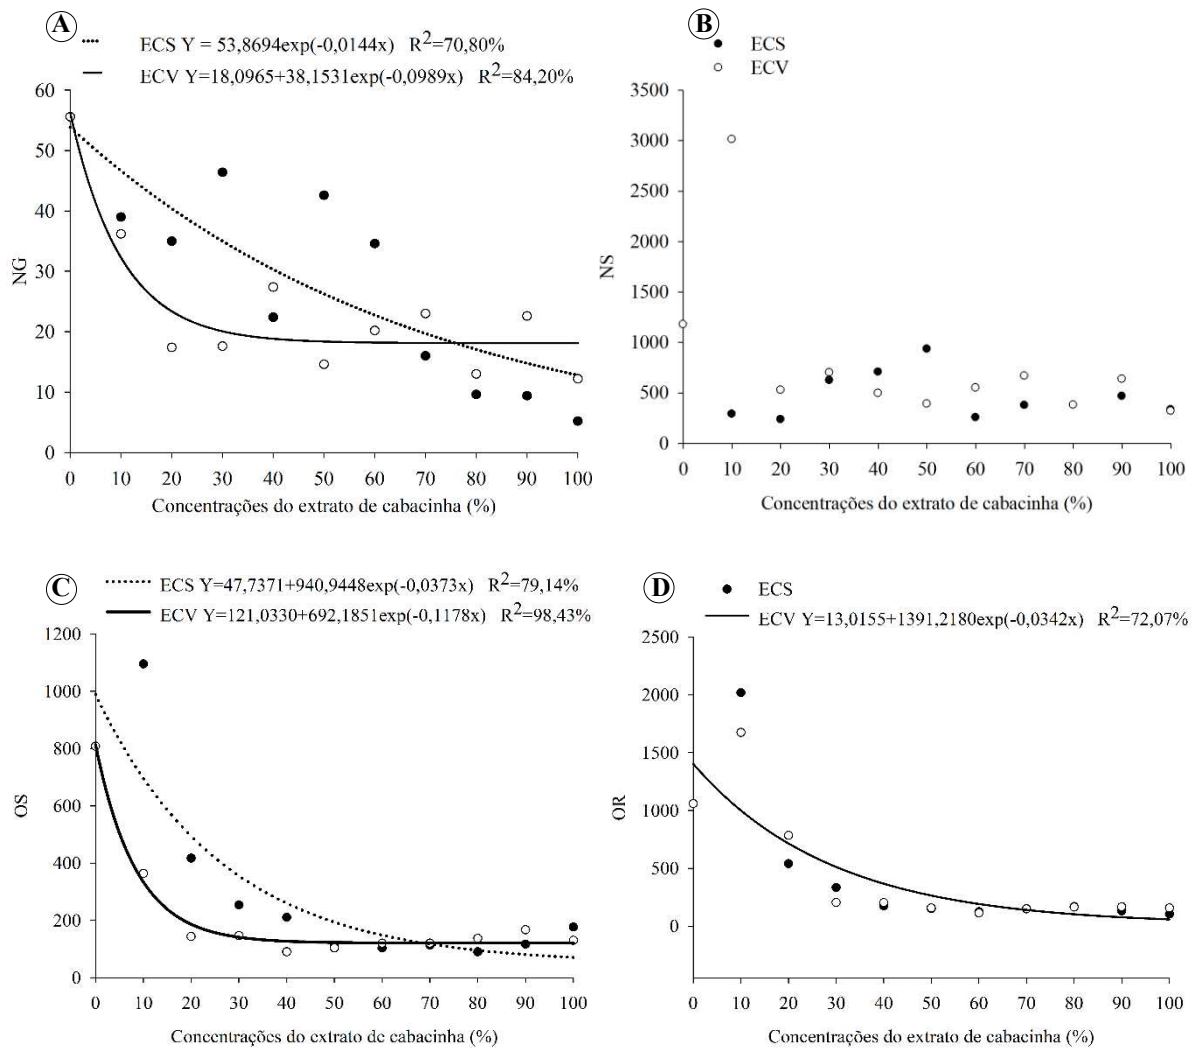 A
ECS Y = 53,8694exp(-0,0144x) R²=70,80%
ECV Y=18,0965+38,1531exp(-0,0989x) R²=84,20%
60
50
40
30
20
10
0
NG
0 10 20 30 40 50 60 70 80 90 100
Concentrações do extrato de cabacinha (%)
B
ECS
ECV
3500
3000
2500
2000
1500
1000
500
0
NS
0 10 20 30 40 50 60 70 80 90 100
Concentrações do extrato de cabacinha (%)
C
ECS Y=47,7371+940,9448exp(-0,0373x) R²=79,14%
ECV Y=121,0330+692,1851exp(-0,1178x) R²=98,43%
1200
1000
800
600
400
200
0
OS
0 10 20 30 40 50 60 70 80 90 100
Concentrações do extrato de cabacinha (%)
D
ECS
ECV Y=13,0155+1391,2180exp(-0,0342x) R²=72,07%
2500
2000
1500
1000
500
0
OR
0 10 20 30 40 50 60 70 80 90 100
Concentrações do extrato de cabacinha (%)